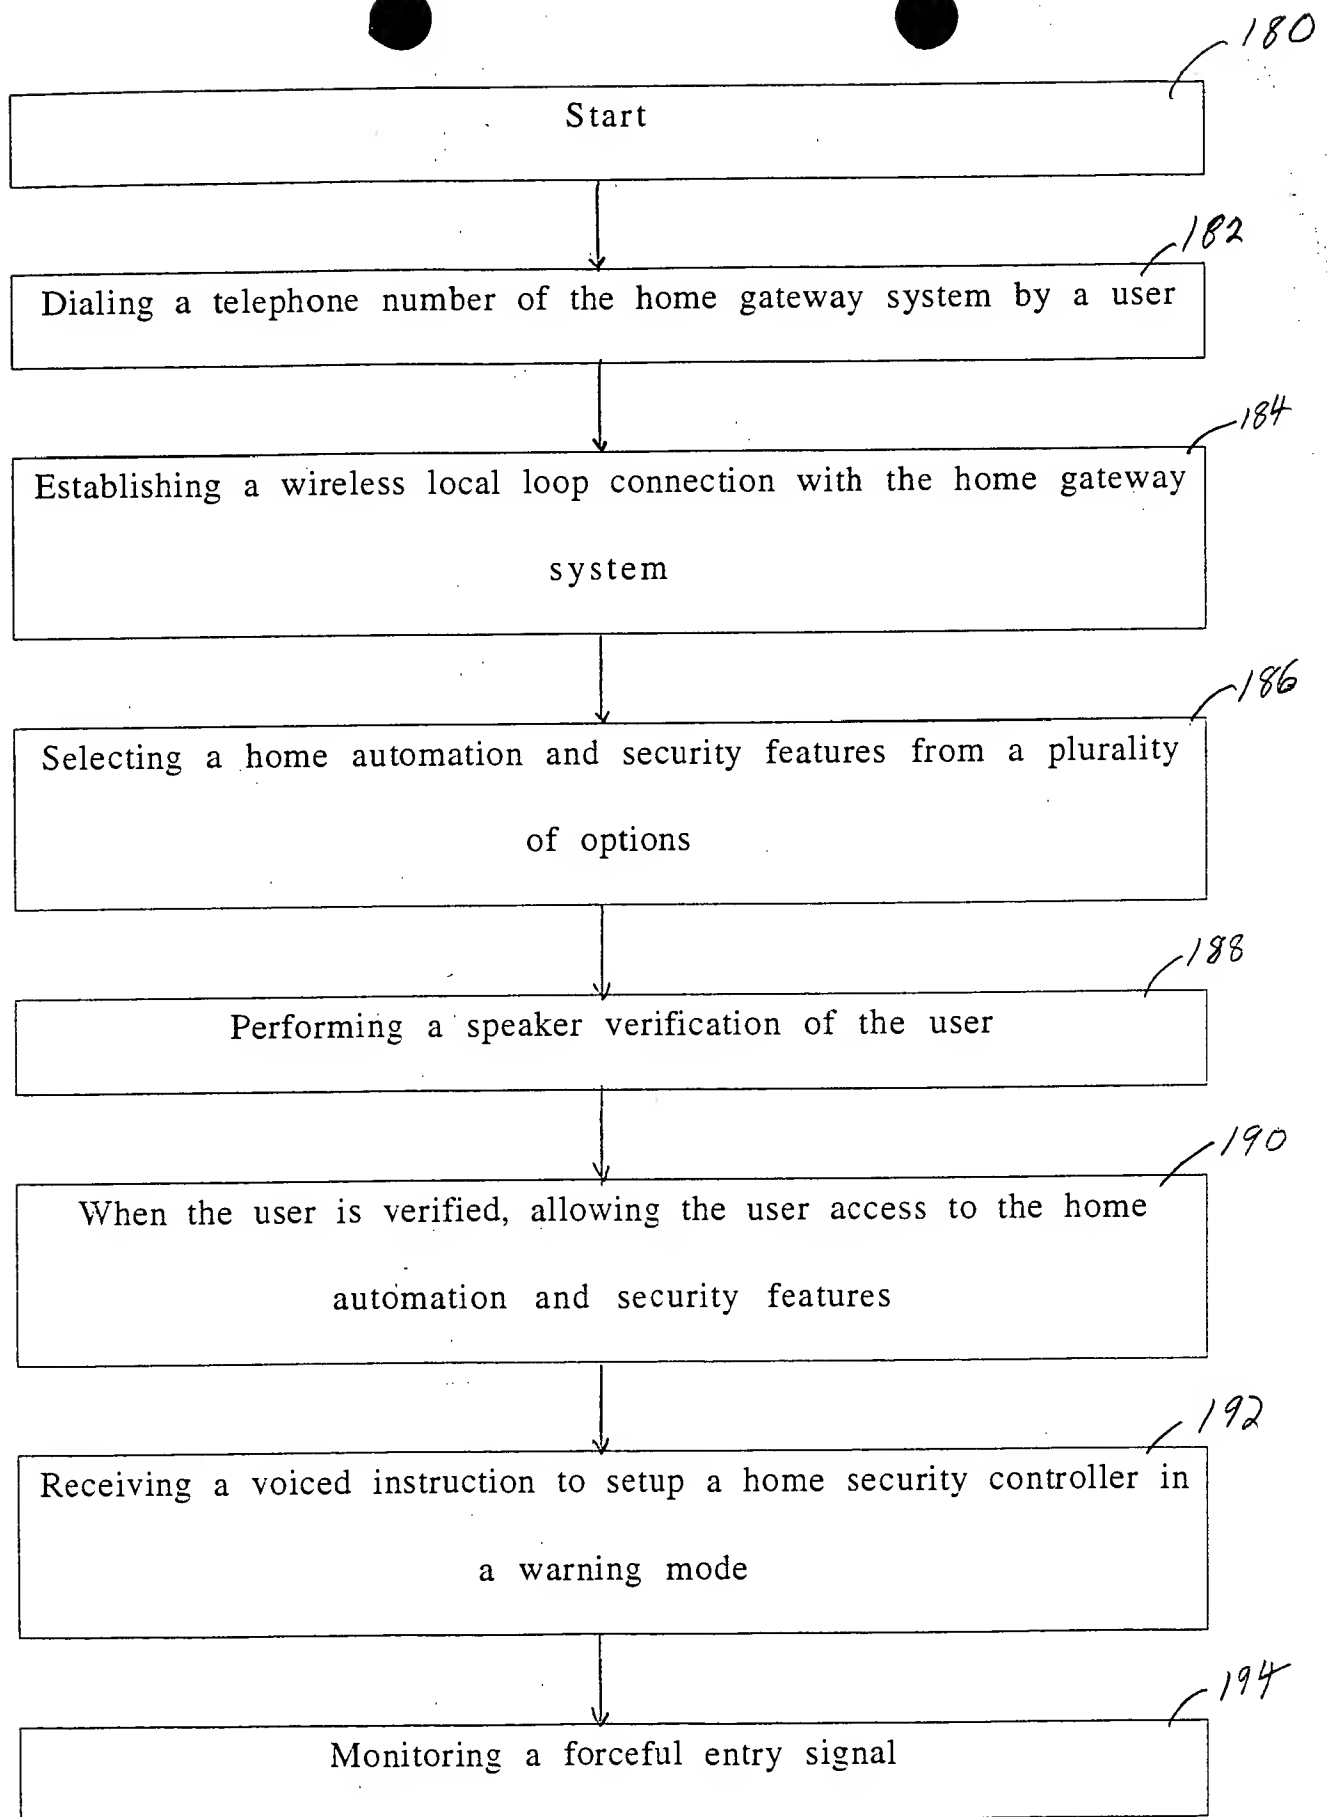 180
Start
182
Dialing a telephone number of the home gateway system by a user
184
Establishing a wireless local loop connection with the home gateway
system
186
Selecting a home automation and security features from a plurality
of options
188
Performing a speaker verification of the user
190
When the user is verified, allowing the user access to the home
automation and security features
192
Receiving a voiced instruction to setup a home security controller in
a warning mode
194
Monitoring a forceful entry signal